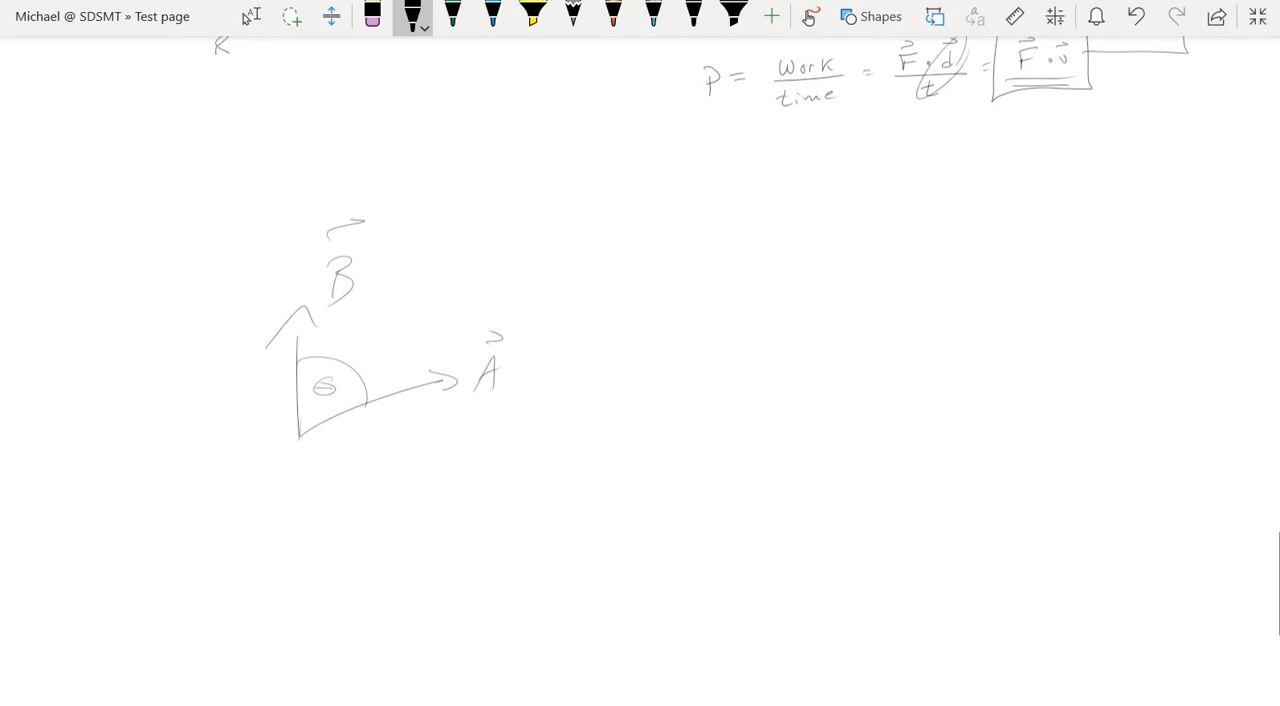 Michael @ SDSMT » Test page
Shapes
R
P = Work / time = F⃗ · d⃗ / t = F⃗ · v⃗
B⃗
A⃗
θ